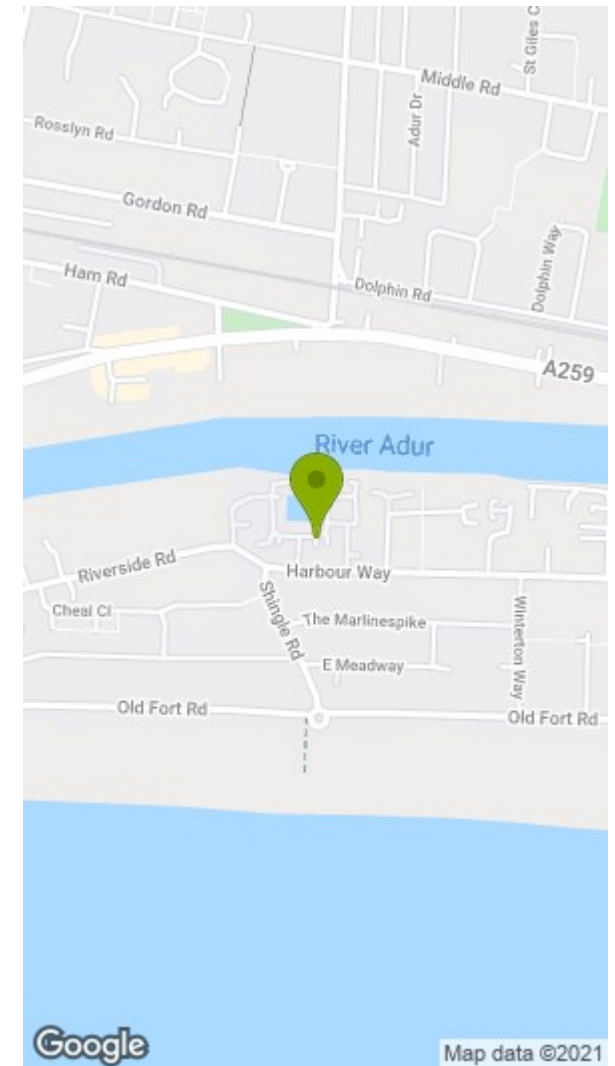 St Giles C
Middle Rd
Adur Dr
Rosslyn Rd
Gordon Rd
Dolphin Way
Ham Rd
Dolphin Rd
A259
River Adur
Riverside Rd
Harbour Way
Cheal Cl
Shingle Rd
The Marlinespike
Winterton Way
E Meadway
Old Fort Rd
Old Fort Rd
Google
Map data ©2021